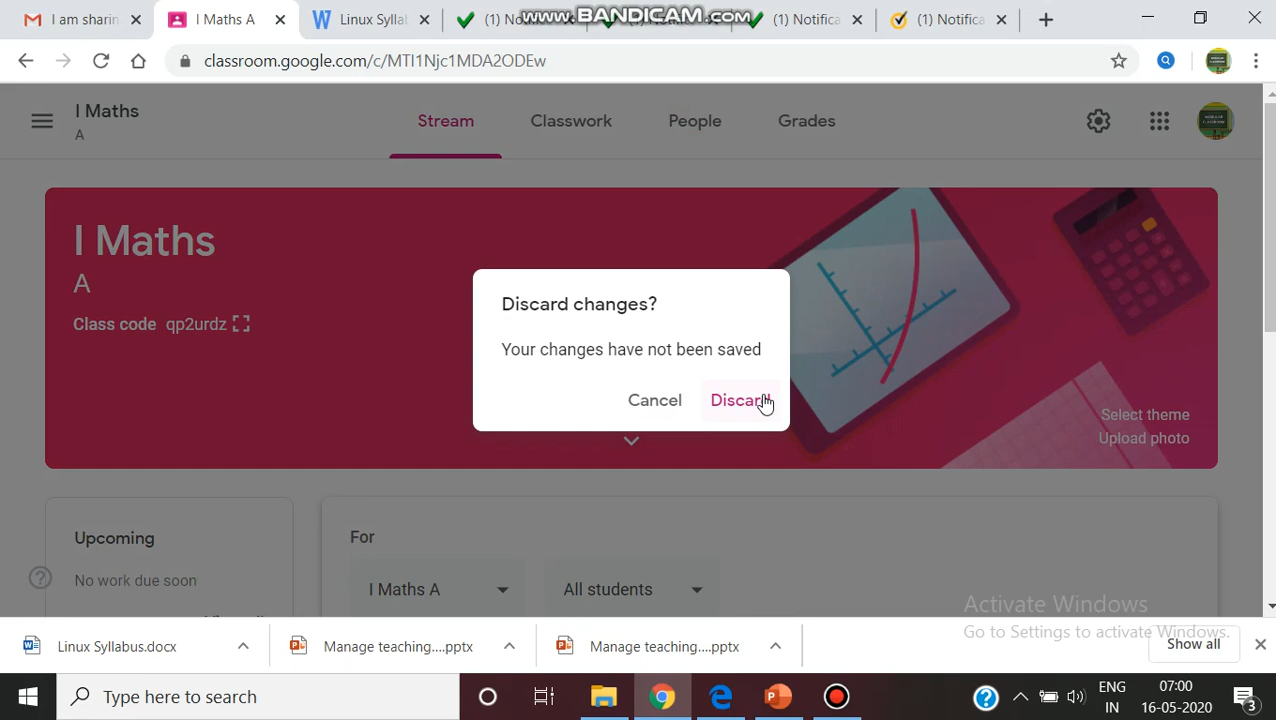 I am sharin
I Maths A
Linux Syllab
(1) Noti
(1) N
(1) Notifica
(1) Notifica
www.BANDICAM.com
classroom.google.com/c/MTI1Njc1MDA2ODEw
I Maths
A
Stream
Classwork
People
Grades
I Maths
A
Class code qp2urdz
Discard changes?
Your changes have not been saved
Cancel
Discard
Select theme
Upload photo
Upcoming
No work due soon
For
I Maths A
All students
Activate Windows
Go to Settings to activate Windows.
Linux Syllabus.docx
Manage teaching....pptx
Manage teaching....pptx
Show all
Type here to search
ENG
IN
07:00
16-05-2020
3